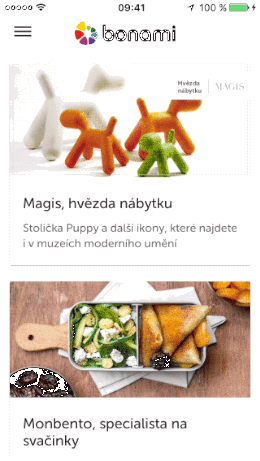 09:41
100 %
bonami
Hvězda
nábytku
MAGIS
Magis, hvězda nábytku
Stolička Puppy a další ikony, které najdete
i v muzeích moderního umění
Monbento, specialista na
svačinky